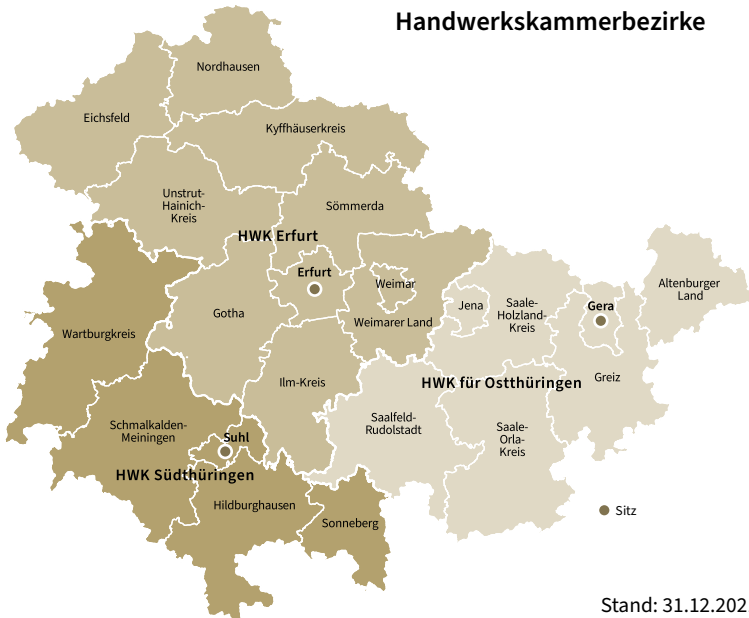 Handwerkskammerbezirke
Nordhausen
Eichsfeld
Kyffhäuserkreis
Unstrut-
Hainich-
Kreis
Sömmerda
HWK Erfurt
Erfurt
Weimar
Altenburger
Land
Jena
Saale-
Holzland-
Kreis
Gera
Gotha
Weimarer Land
Wartburgkreis
Ilm-Kreis
HWK für Ostthüringen
Greiz
Schmalkalden-
Meiningen
Suhl
Saalfeld-
Rudolstadt
Saale-
Orla-
Kreis
HWK Südthüringen
Hildburghausen
Sonneberg
Sitz
Stand: 31.12.202